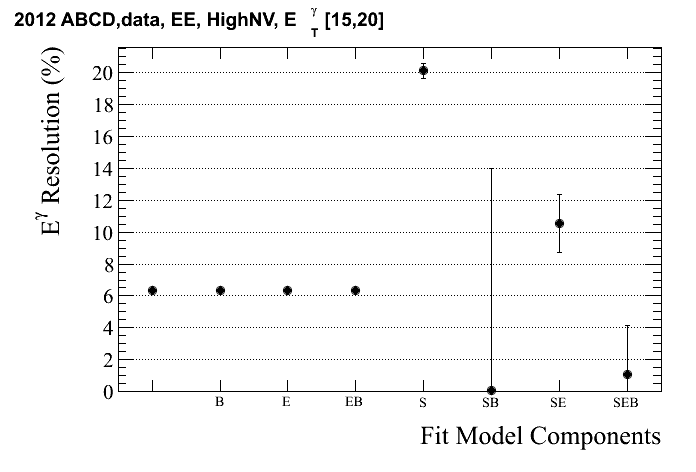 2012 ABCD,data, EE, HighNV, E γ T [15,20]
E γ Resolution (%)
20
18
16
14
12
10
8
6
4
2
0
B E EB S SB SE SEB
Fit Model Components